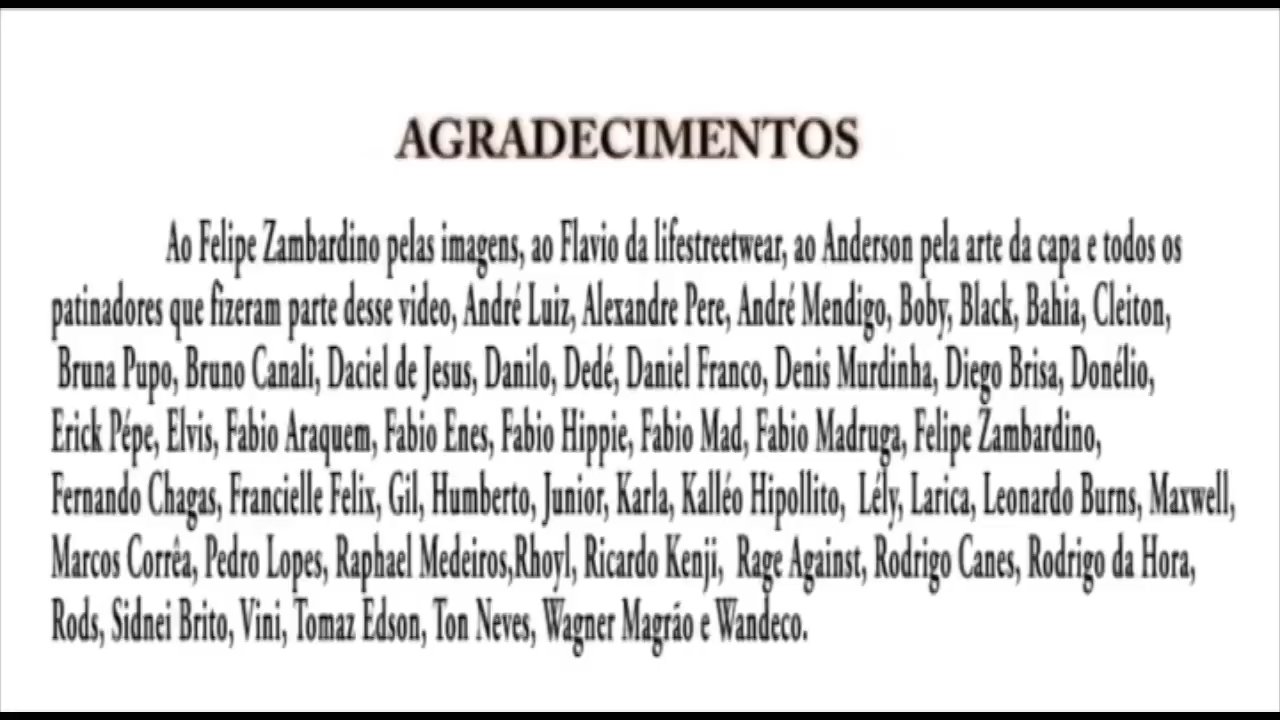 AGRADECIMENTOS
Ao Felipe Zambardino pelas imagens, ao Flavio da lifestreetwear, ao Anderson pela arte da capa e todos os
patinadores que fizeram parte desse video, André Luiz, Alexandre Pere, André Mendigo, Boby, Black, Bahia, Cleiton,
Bruna Pupo, Bruno Canali, Daciel de Jesus, Danilo, Dedé, Daniel Franco, Denis Murdinha, Diego Brisa, Donélio,
Erick Pépe, Elvis, Fabio Araquem, Fabio Enes, Fabio Hippie, Fabio Mad, Fabio Madruga, Felipe Zambardino,
Fernando Chagas, Francielle Felix, Gil, Humberto, Junior, Karla, Kalléo Hipollito, Lély, Larica, Leonardo Burns, Maxwell,
Marcos Corrêa, Pedro Lopes, Raphael Medeiros,Rhoyl, Ricardo Kenji, Rage Against, Rodrigo Canes, Rodrigo da Hora,
Rods, Sidnei Brito, Vini, Tomaz Edson, Ton Neves, Wagner Magráo e Wandeco.